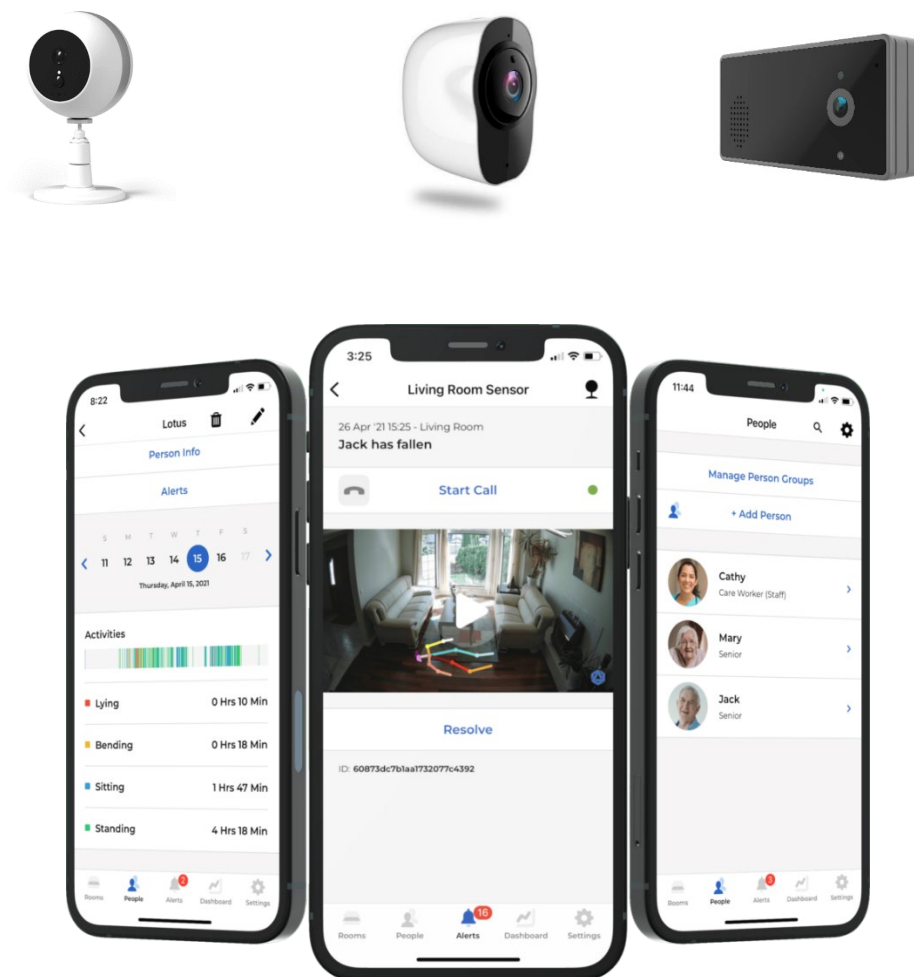 8:22
Lotus
Person Info
Alerts
S M T W T F S
11 12 13 14 15 16 17
Thursday, April 15, 2021
Activities
Lying 0 Hrs 10 Min
Bending 0 Hrs 18 Min
Sitting 1 Hrs 47 Min
Standing 4 Hrs 18 Min
2
Rooms People Alerts Dashboard Settings
3:25
Living Room Sensor
26 Apr '21 15:25 - Living Room
Jack has fallen
Start Call
Resolve
ID: 60873dc7b1aa1732077c4392
16
Rooms People Alerts Dashboard Settings
11:44
People
Manage Person Groups
+ Add Person
Cathy
Care Worker (Staff)
Mary
Senior
Jack
Senior
3
Rooms People Alerts Dashboard Settings